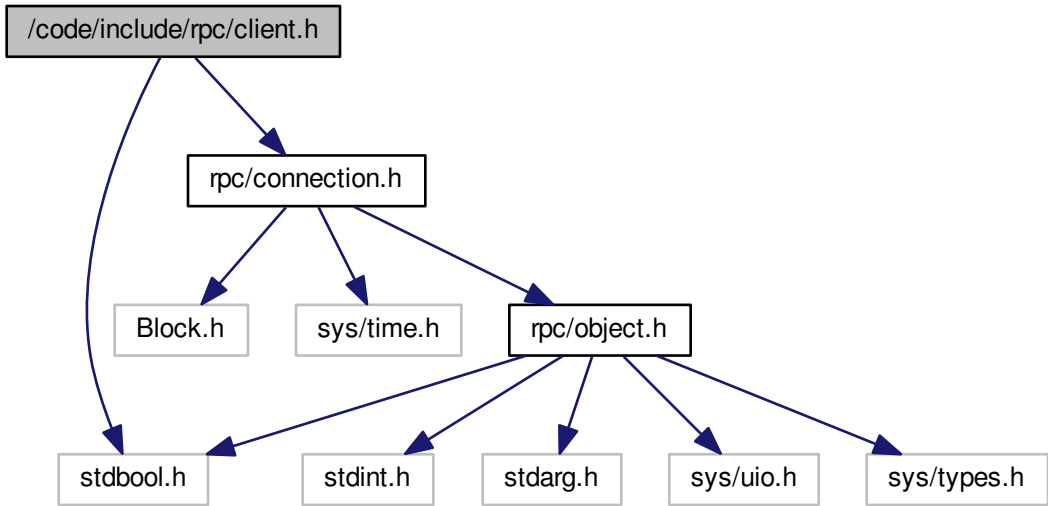 /code/include/rpc/client.h
rpc/connection.h
Block.h
sys/time.h
rpc/object.h
stdbool.h
stdint.h
stdarg.h
sys/uio.h
sys/types.h